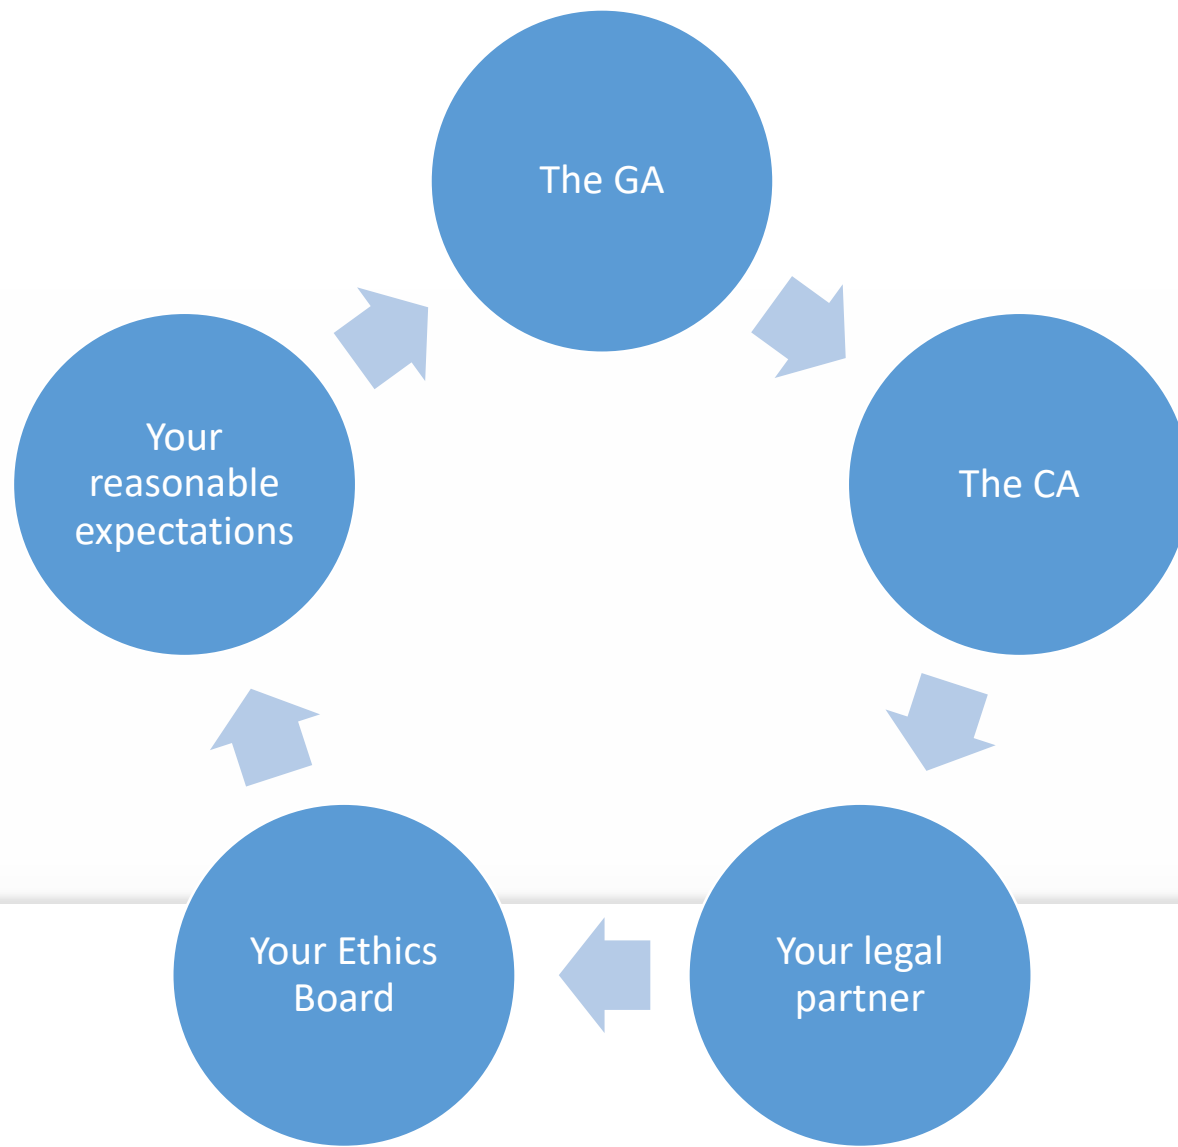 The GA
The CA
Your legal
partner
Your Ethics
Board
Your
reasonable
expectations